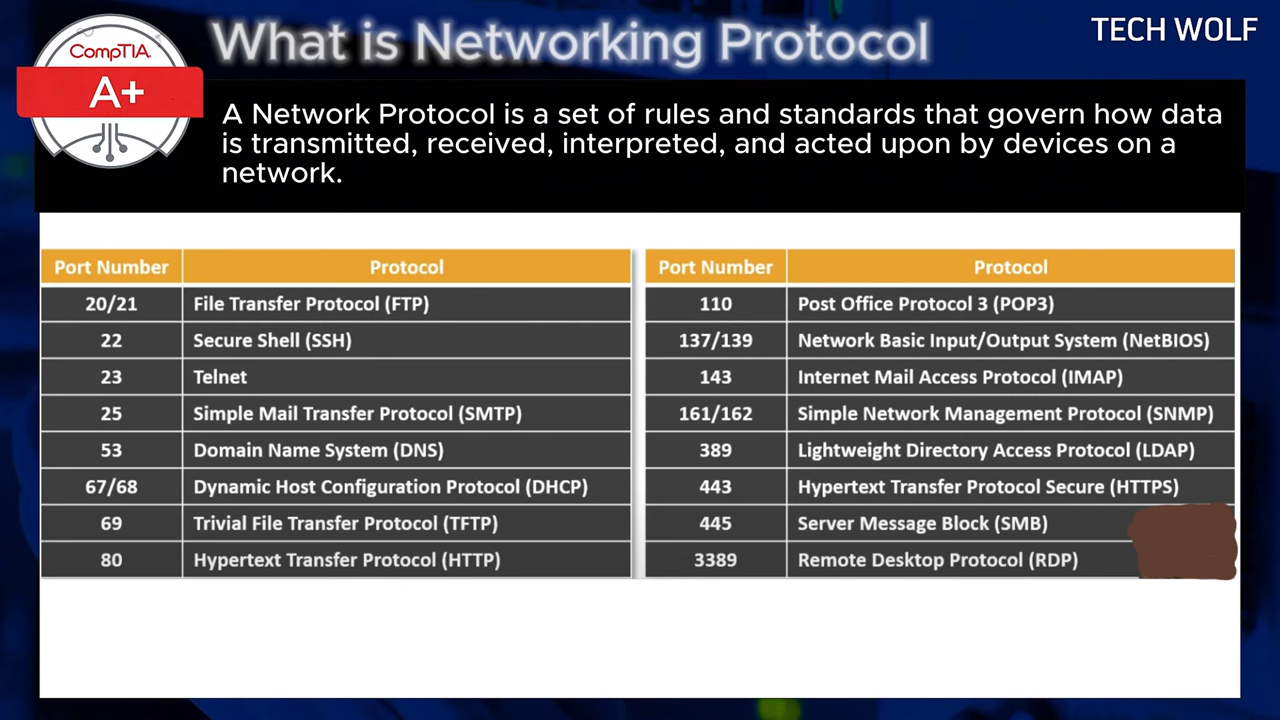 CompTIA.
A+
What is Networking Protocol
TECH WOLF
A Network Protocol is a set of rules and standards that govern how data
is transmitted, received, interpreted, and acted upon by devices on a
network.
Port Number Protocol
20/21 File Transfer Protocol (FTP)
22 Secure Shell (SSH)
23 Telnet
25 Simple Mail Transfer Protocol (SMTP)
53 Domain Name System (DNS)
67/68 Dynamic Host Configuration Protocol (DHCP)
69 Trivial File Transfer Protocol (TFTP)
80 Hypertext Transfer Protocol (HTTP)
Port Number Protocol
110 Post Office Protocol 3 (POP3)
137/139 Network Basic Input/Output System (NetBIOS)
143 Internet Mail Access Protocol (IMAP)
161/162 Simple Network Management Protocol (SNMP)
389 Lightweight Directory Access Protocol (LDAP)
443 Hypertext Transfer Protocol Secure (HTTPS)
445 Server Message Block (SMB)
3389 Remote Desktop Protocol (RDP)